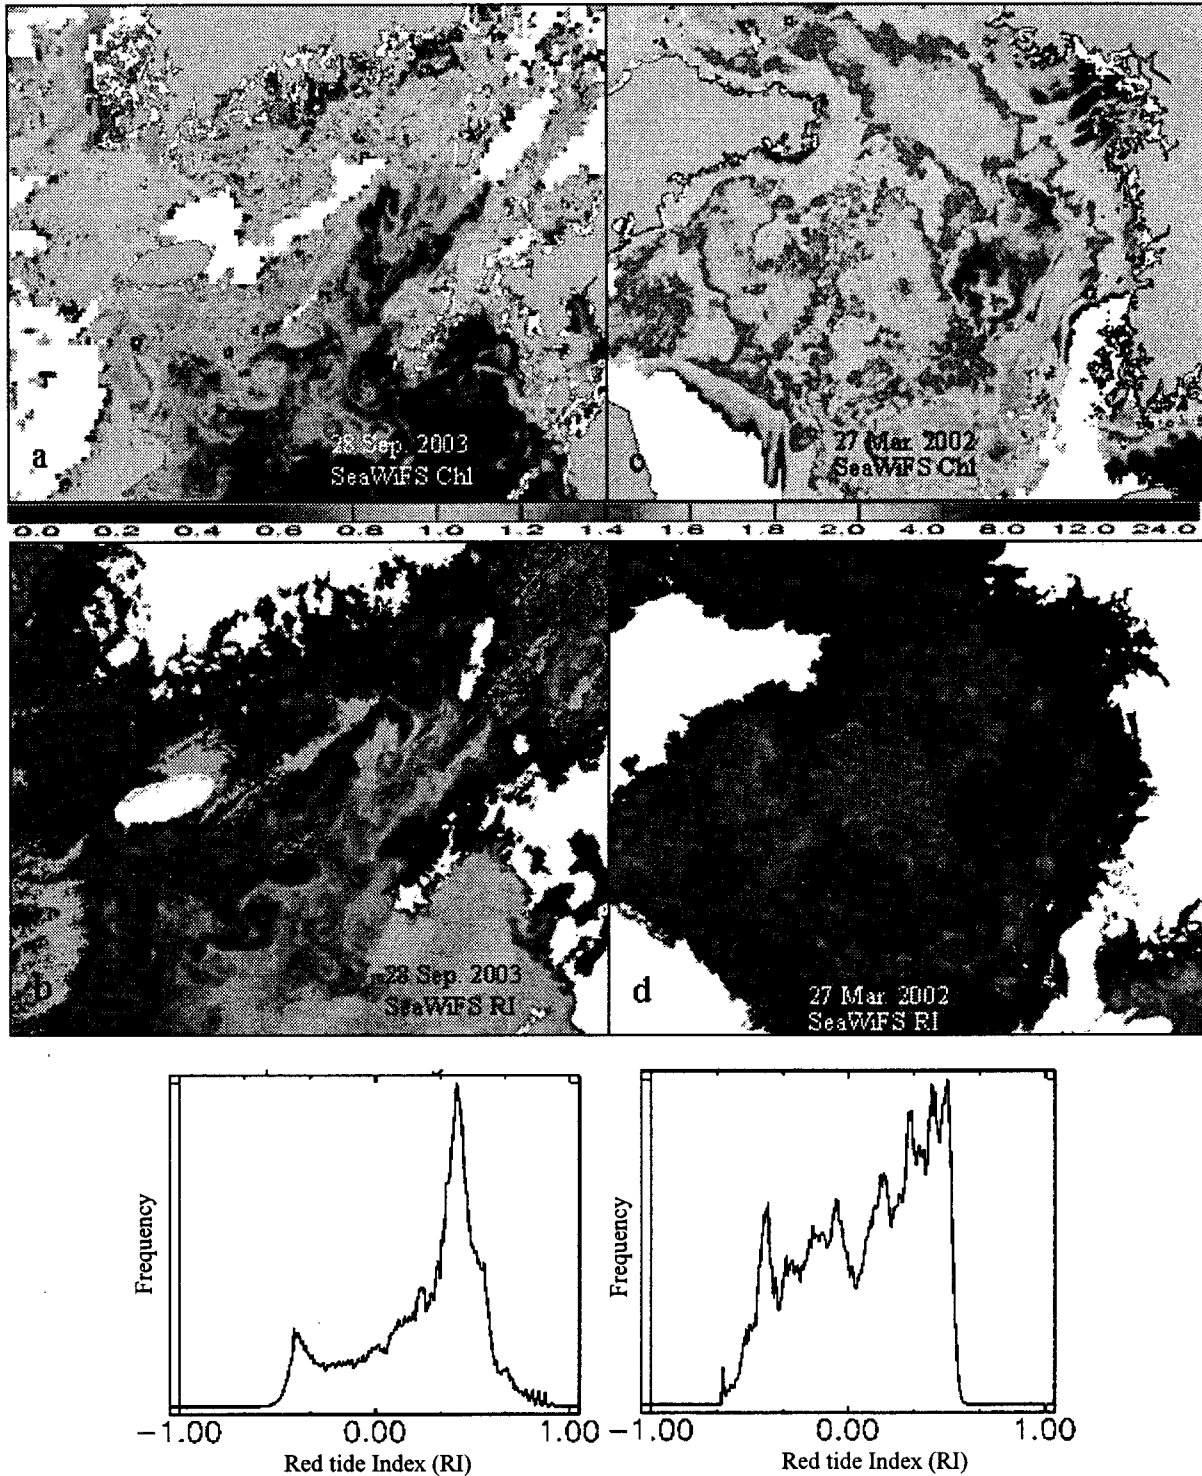 a
28 Sep. 2003
SeaWiFS Chl
c
27 Mar. 2002
SeaWiFS Chl
0.0 0.2 0.4 0.6 0.8 1.0 1.2 1.4 1.6 1.8 2.0 4.0 8.0 12.0 24.0
b
28 Sep. 2003
SeaWiFS RI
d
27 Mar. 2002
SeaWiFS RI
Frequency
-1.00 0.00 1.00
Red tide Index (RI)
Frequency
-1.00 0.00 1.00
Red tide Index (RI)